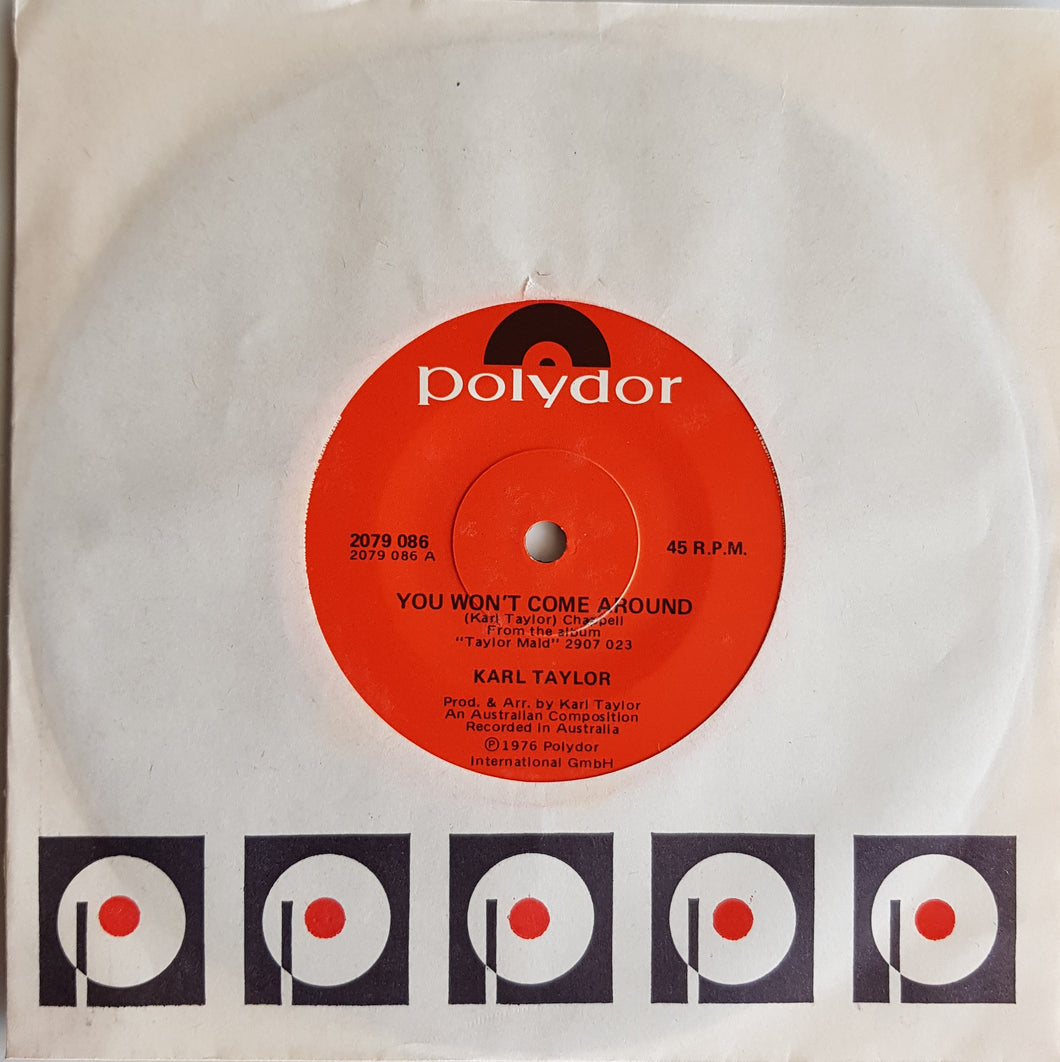 polydor
2079 086
2079 086 A
45 R.P.M.
YOU WON'T COME AROUND
(Karl Taylor) Chappell
From the album
"Taylor Maid" 2907 023
KARL TAYLOR
Prod. & Arr. by Karl Taylor
An Australian Composition
Recorded in Australia
Ⓟ1976 Polydor
International GmbH